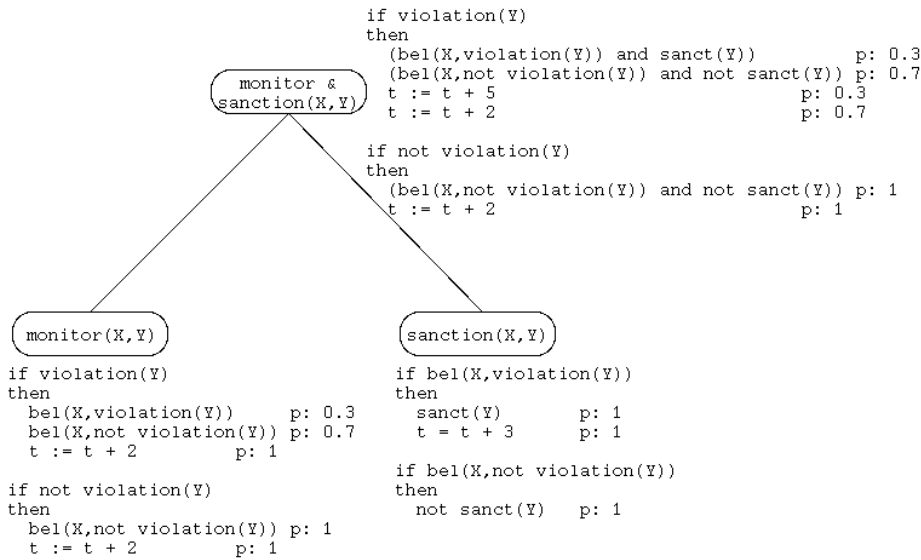 if violation(Y)
then
(bel(X,violation(Y)) and sanct(Y)) p: 0.3
(bel(X,not violation(Y)) and not sanct(Y)) p: 0.7
t := t + 5 p: 0.3
t := t + 2 p: 0.7
monitor &
sanction(X,Y)
if not violation(Y)
then
(bel(X,not violation(Y)) and not sanct(Y)) p: 1
t := t + 2 p: 1
monitor(X,Y)
if violation(Y)
then
bel(X,violation(Y)) p: 0.3
bel(X,not violation(Y)) p: 0.7
t := t + 2 p: 1
if not violation(Y)
then
bel(X,not violation(Y)) p: 1
t := t + 2 p: 1
sanction(X,Y)
if bel(X,violation(Y))
then
sanct(Y) p: 1
t = t + 3 p: 1
if bel(X,not violation(Y))
then
not sanct(Y) p: 1